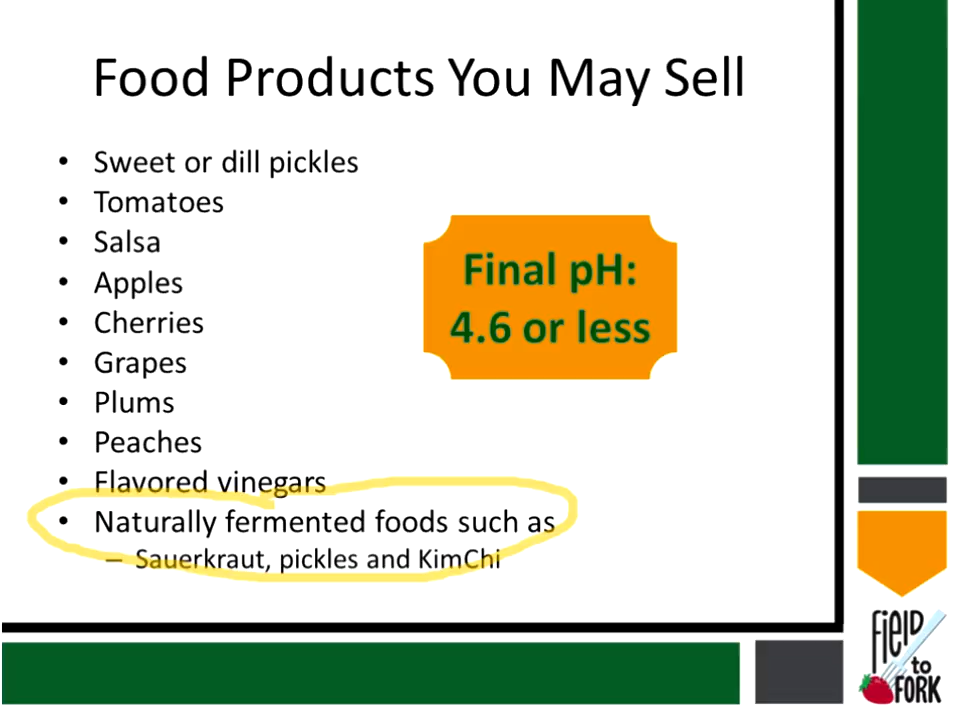 Food Products You May Sell
• Sweet or dill pickles
• Tomatoes
• Salsa
• Apples
• Cherries
• Grapes
• Plums
• Peaches
• Flavored vinegars
• Naturally fermented foods such as
– Sauerkraut, pickles and KimChi
Final pH:
4.6 or less
FieLD
to
FORK